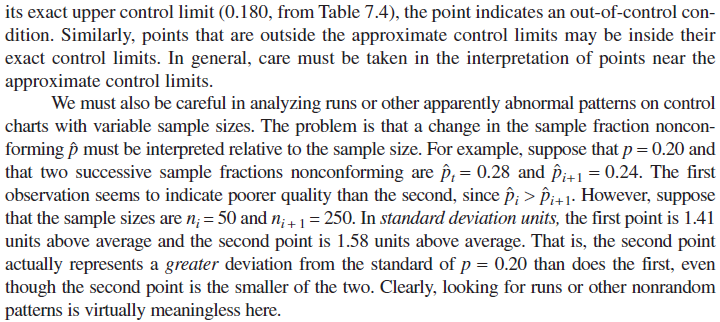 its exact upper control limit (0.180, from Table 7.4), the point indicates an out-of-control con-
dition. Similarly, points that are outside the approximate control limits may be inside their
exact control limits. In general, care must be taken in the interpretation of points near the
approximate control limits.
We must also be careful in analyzing runs or other apparently abnormal patterns on control
charts with variable sample sizes. The problem is that a change in the sample fraction noncon-
forming p̂ must be interpreted relative to the sample size. For example, suppose that p = 0.20 and
that two successive sample fractions nonconforming are p̂ᵢ = 0.28 and p̂ᵢ₊₁ = 0.24. The first
observation seems to indicate poorer quality than the second, since p̂ᵢ > p̂ᵢ₊₁. However, suppose
that the sample sizes are nᵢ = 50 and nᵢ₊₁ = 250. In standard deviation units, the first point is 1.41
units above average and the second point is 1.58 units above average. That is, the second point
actually represents a greater deviation from the standard of p = 0.20 than does the first, even
though the second point is the smaller of the two. Clearly, looking for runs or other nonrandom
patterns is virtually meaningless here.